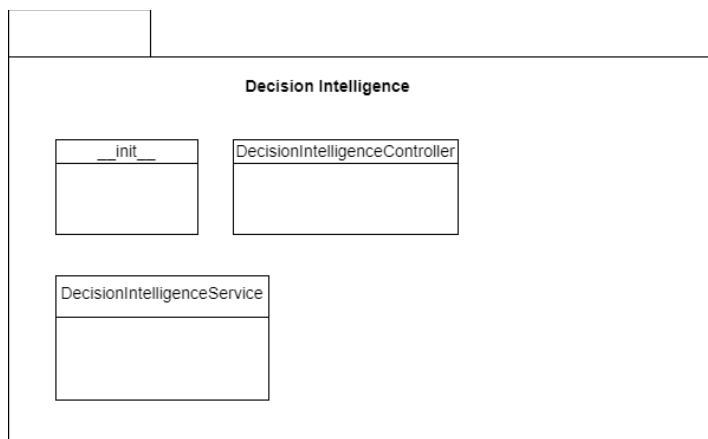 Decision Intelligence
__init__
DecisionIntelligenceController
DecisionIntelligenceService